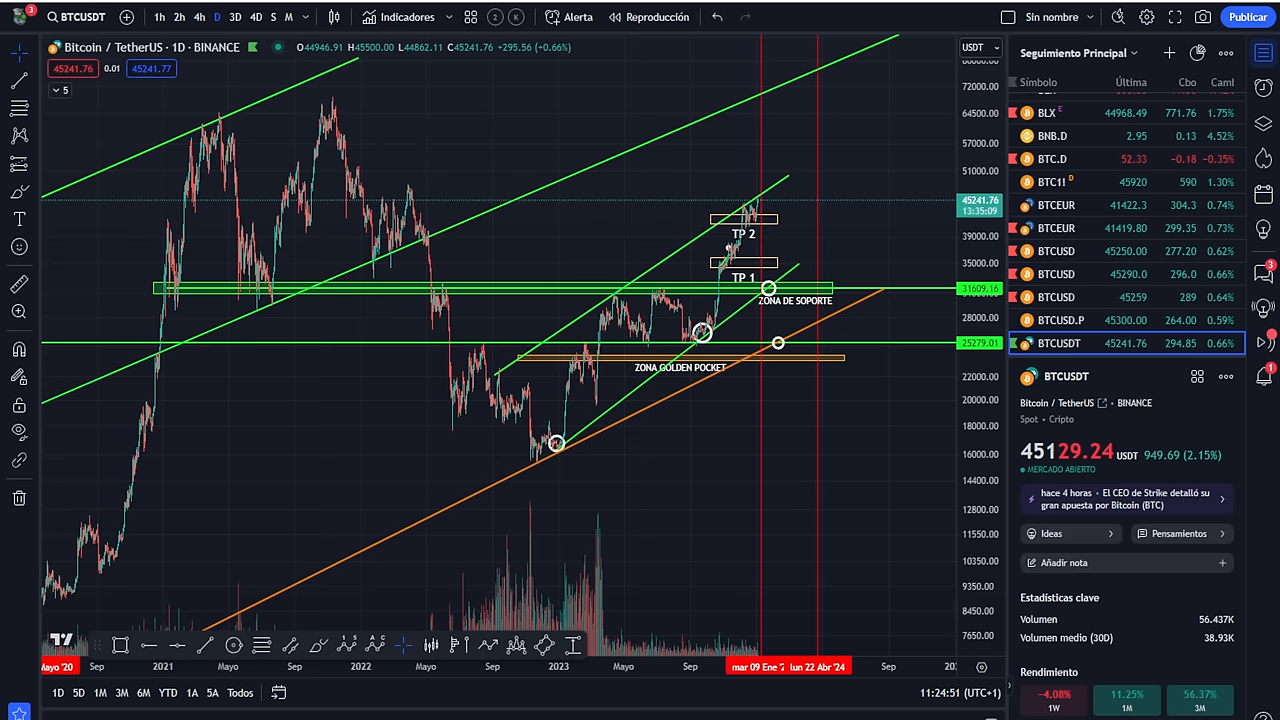 3
BTCUSDT
1h 2h 4h D 3D 4D S M
Indicadores
2 K
Alerta
Reproducción
Sin nombre
Publicar
Bitcoin / TetherUS · 1D · BINANCE
O44946.91 H45500.00 L44862.11 C45241.76 +295.56 (+0.66%)
45241.76 0.01 45241.77
5
USDT
80000.00
72000.00
64500.00
57000.00
51000.00
45241.76
13:35:09
39000.00
35000.00
31609.16
28000.00
25279.01
22000.00
20000.00
18000.00
16000.00
14400.00
12800.00
11550.00
10350.00
9350.00
8450.00
7650.00
TP 2
TP 1
ZONA DE SOPORTE
ZONA GOLDEN POCKET
Mayo '20 Sep 2021 Mayo Sep 2022 Mayo Sep 2023 Mayo Sep mar 09 Ene '2 lun 22 Abr '24 Sep
1D 5D 1M 3M 6M YTD 1A 5A Todos
11:24:51 (UTC+1)
Seguimiento Principal
Símbolo Última Cbo Caml
BLX E 44968.49 771.76 1.75%
BNB.D 2.95 0.13 4.52%
BTC.D 52.33 −0.18 −0.35%
BTC1! D 45920 590 1.30%
BTCEUR 41422.3 304.3 0.74%
BTCEUR 41419.80 299.35 0.73%
BTCUSD 45250.00 277.20 0.62%
BTCUSD 45290.0 296.0 0.66%
BTCUSD 45259 289 0.64%
BTCUSD.P 45300.00 264.00 0.59%
BTCUSDT 45241.76 294.85 0.66%
3
1
BTCUSDT
Bitcoin / TetherUS BINANCE
Spot • Cripto
45129.24 USDT 949.69 (2.15%)
MERCADO ABIERTO
hace 4 horas • El CEO de Strike detalló su
gran apuesta por Bitcoin (BTC)
Ideas
Pensamientos
Añadir nota
Estadísticas clave
Volumen 56.437K
Volumen medio (30D) 38.93K
Rendimiento
−4.08% 11.25% 56.37%
1W 1M 3M